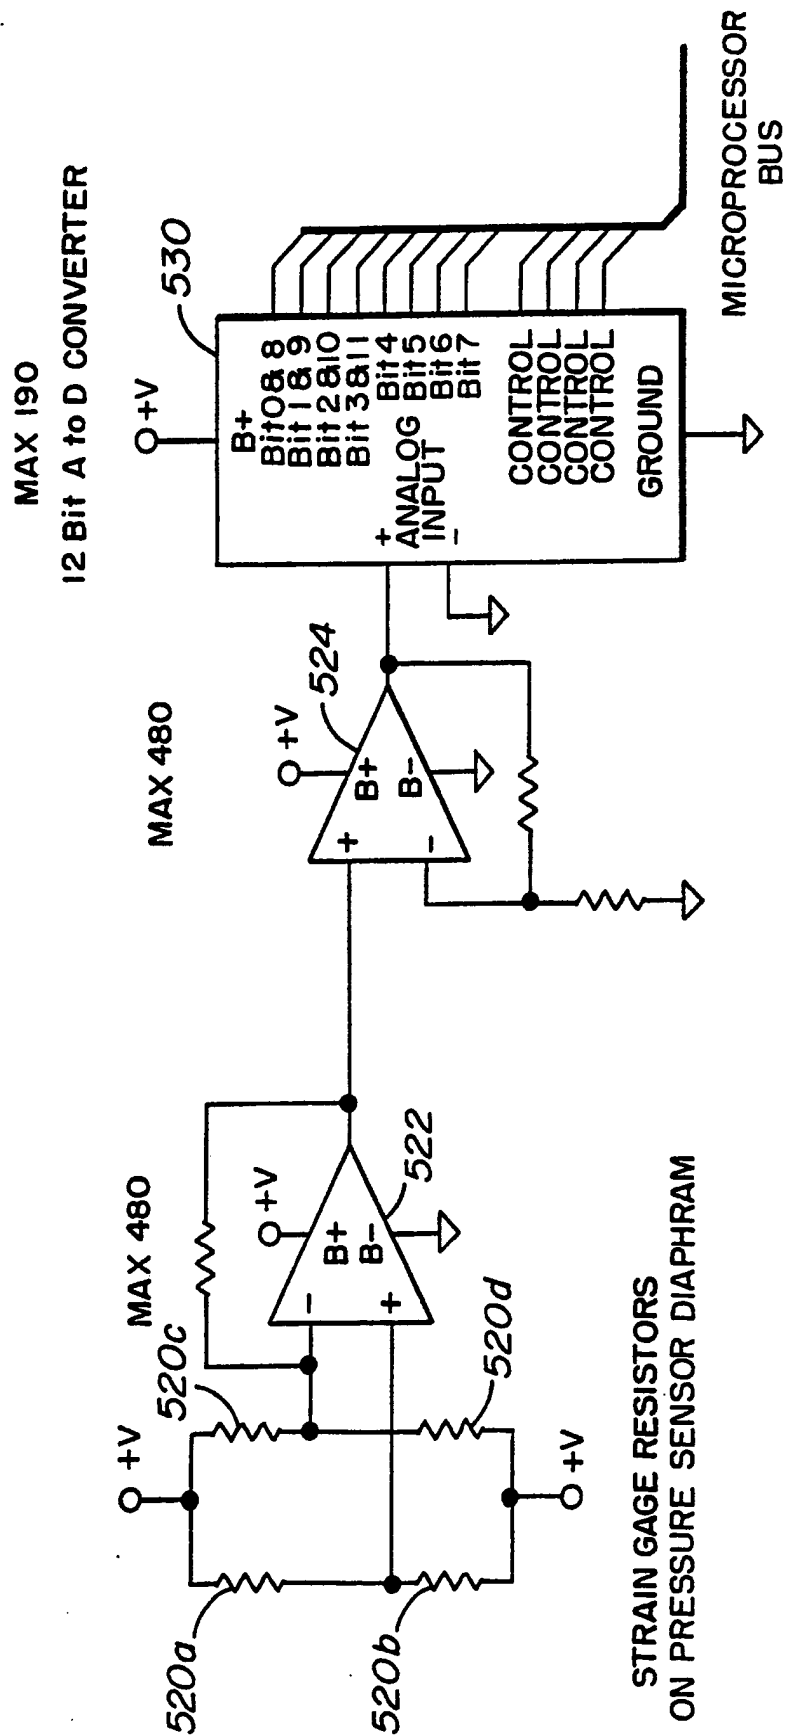 MAX 190
12 Bit A to D CONVERTER
+V
530
B+
Bit 0 & 8
Bit 1 & 9
Bit 2 & 10
Bit 3 & 11
Bit 4
Bit 5
Bit 6
Bit 7
+
ANALOG
INPUT
-
CONTROL
CONTROL
CONTROL
CONTROL
GROUND
MICROPROCESSOR
BUS
MAX 480
+V
524
B+
B-
+
-
MAX 480
+V
522
B+
B-
-
+
520c
520d
+V
+V
520a
520b
STRAIN GAGE RESISTORS
ON PRESSURE SENSOR DIAPHRAM